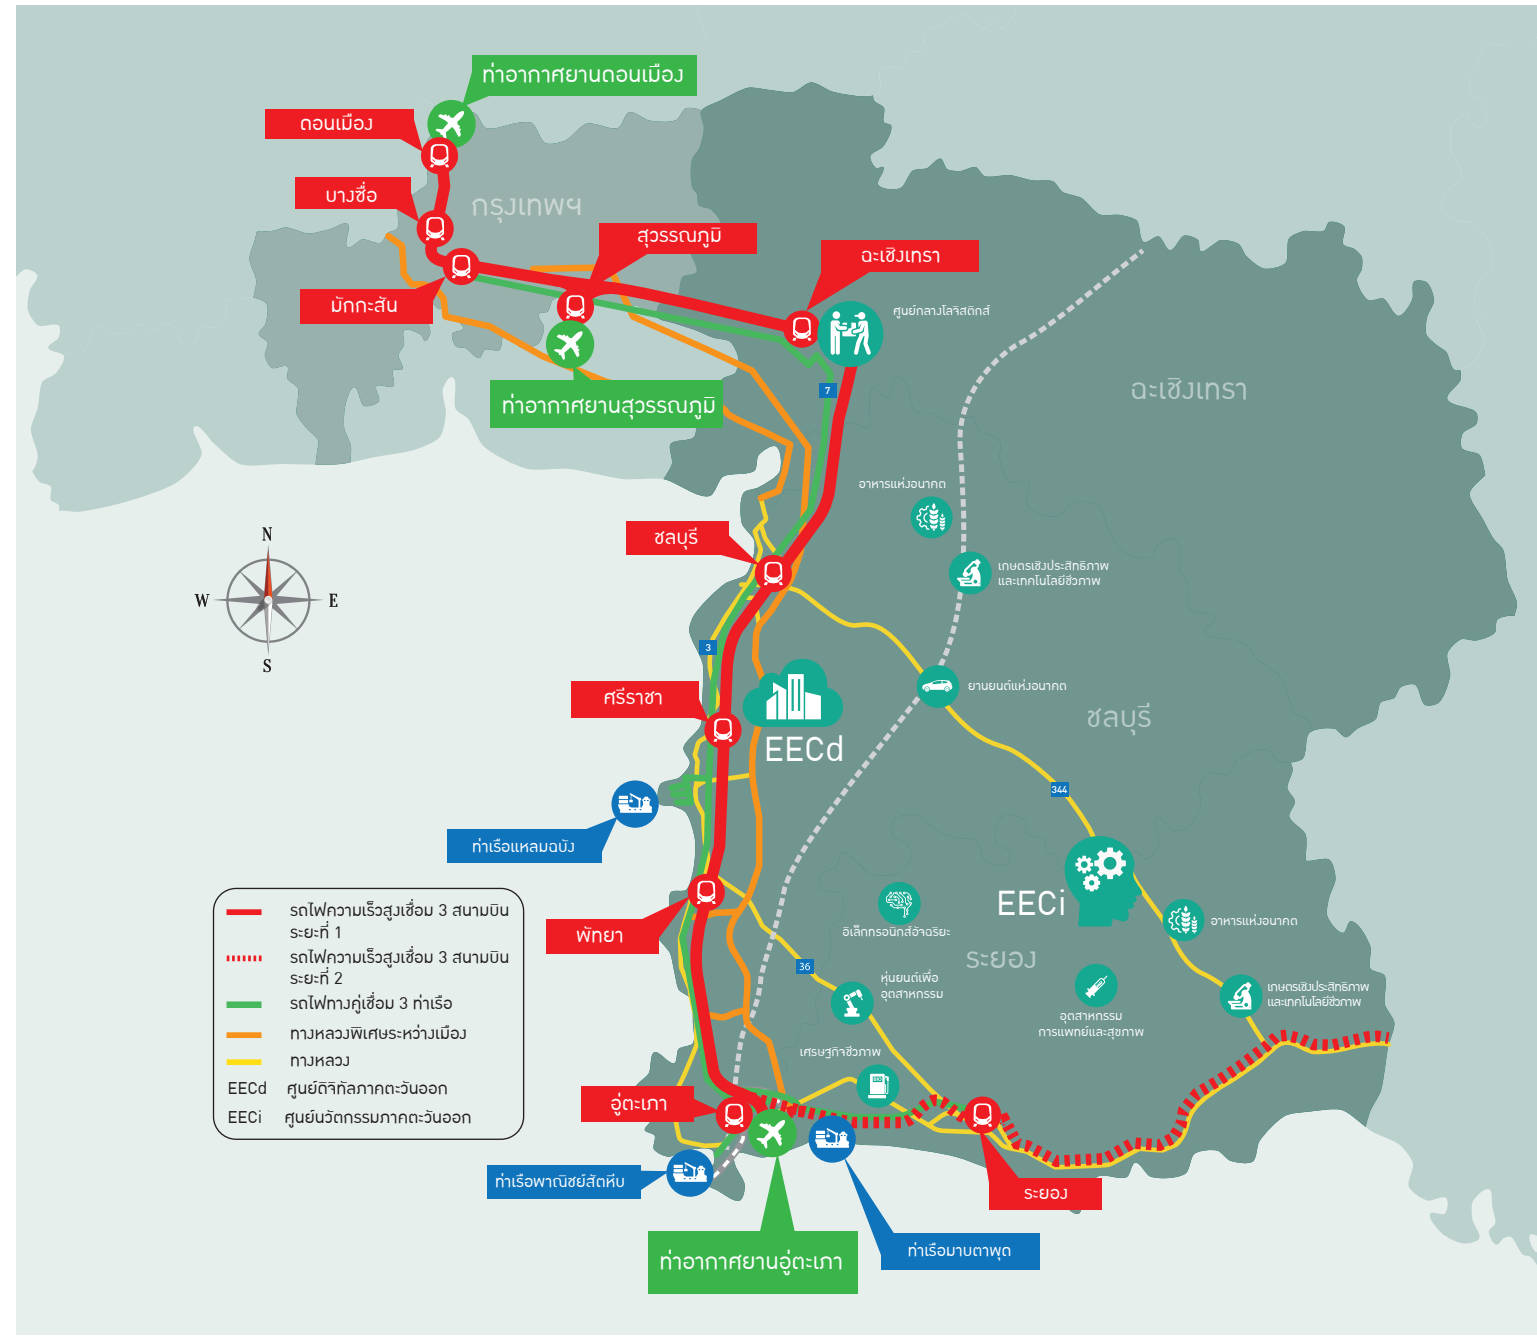 ท่าอากาศยานดอนเมือง
ดอนเมือง
บางซื่อ
กรุงเทพฯ
สุวรรณภูมิ
ฉะเชิงเทรา
มักกะสัน
ศูนย์กลางโลจิสติกส์
ท่าอากาศยานสุวรรณภูมิ
7
ฉะเชิงเทรา
อาหารแห่งอนาคต
ชลบุรี
เกษตรเชิงประสิทธิภาพ
และเทคโนโลยีชีวภาพ
N
W
E
S
3
ศรีราชา
ยานยนต์แห่งอนาคต
ชลบุรี
EECd
344
ท่าเรือแหลมฉบัง
EECi
พัทยา
อิเล็กทรอนิกส์อัจฉริยะ
อาหารแห่งอนาคต
ระยอง
36
หุ่นยนต์เพื่อ
อุตสาหกรรม
อุตสาหกรรม
การแพทย์และสุขภาพ
เกษตรเชิงประสิทธิภาพ
และเทคโนโลยีชีวภาพ
เศรษฐกิจชีวภาพ
รถไฟความเร็วสูงเชื่อม 3 สนามบิน
ระยะที่ 1
รถไฟความเร็วสูงเชื่อม 3 สนามบิน
ระยะที่ 2
รถไฟทางคู่เชื่อม 3 ท่าเรือ
ทางหลวงพิเศษระหว่างเมือง
ทางหลวง
EECd ศูนย์ดิจิทัลภาคตะวันออก
EECi ศูนย์นวัตกรรมภาคตะวันออก
อู่ตะเภา
ท่าเรือพาณิชย์สัตหีบ
ระยอง
ท่าอากาศยานอู่ตะเภา
ท่าเรือมาบตาพุด